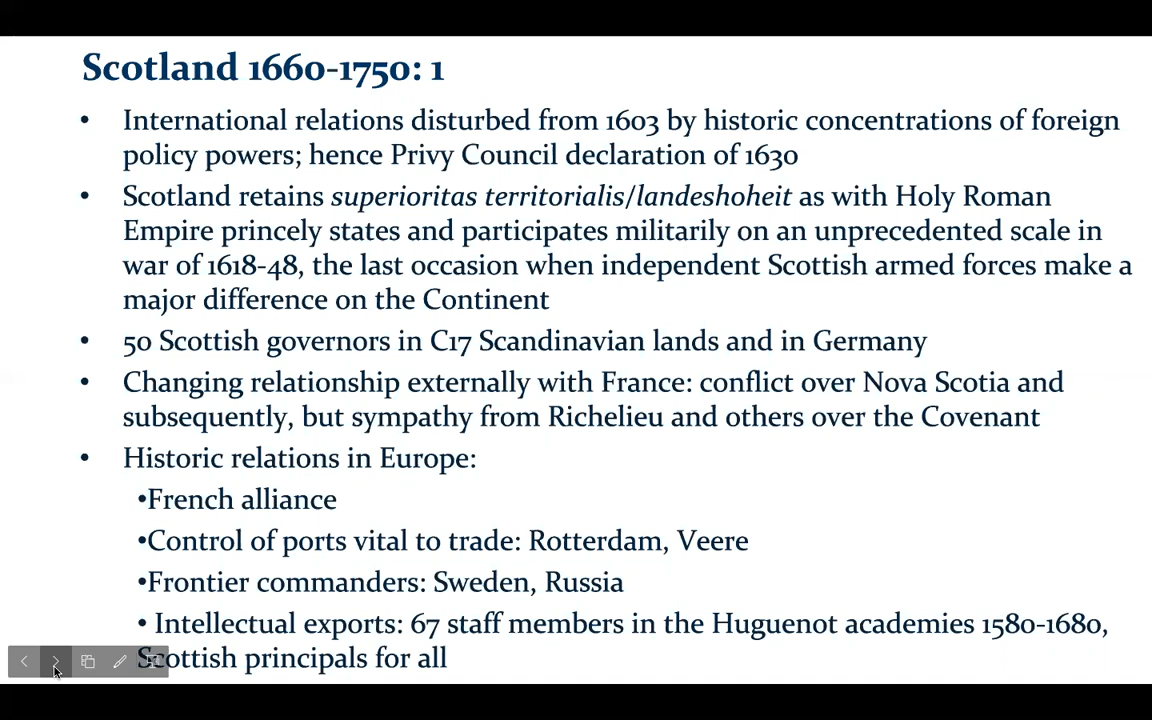 Scotland 1660-1750: 1
• International relations disturbed from 1603 by historic concentrations of foreign
policy powers; hence Privy Council declaration of 1630
• Scotland retains superioritas territorialis/landeshoheit as with Holy Roman
Empire princely states and participates militarily on an unprecedented scale in
war of 1618-48, the last occasion when independent Scottish armed forces make a
major difference on the Continent
• 50 Scottish governors in C17 Scandinavian lands and in Germany
• Changing relationship externally with France: conflict over Nova Scotia and
subsequently, but sympathy from Richelieu and others over the Covenant
• Historic relations in Europe:
•French alliance
•Control of ports vital to trade: Rotterdam, Veere
•Frontier commanders: Sweden, Russia
• Intellectual exports: 67 staff members in the Huguenot academies 1580-1680,
Scottish principals for all